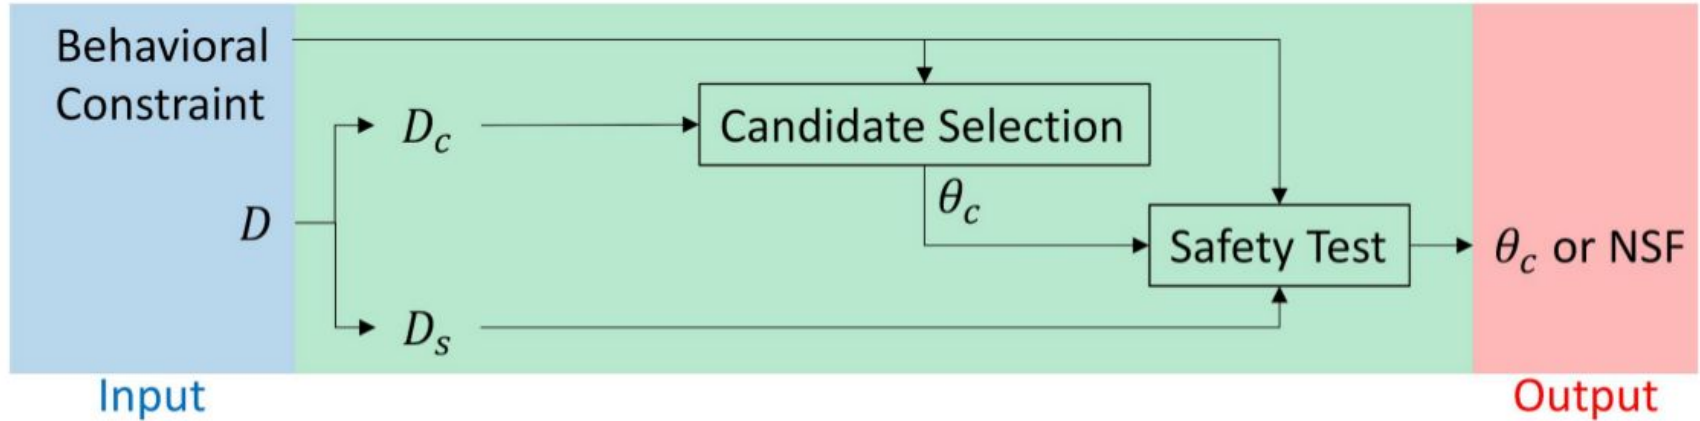 Behavioral
Constraint
D
D_c
D_s
Candidate Selection
θ_c
Safety Test
θ_c or NSF
Input
Output